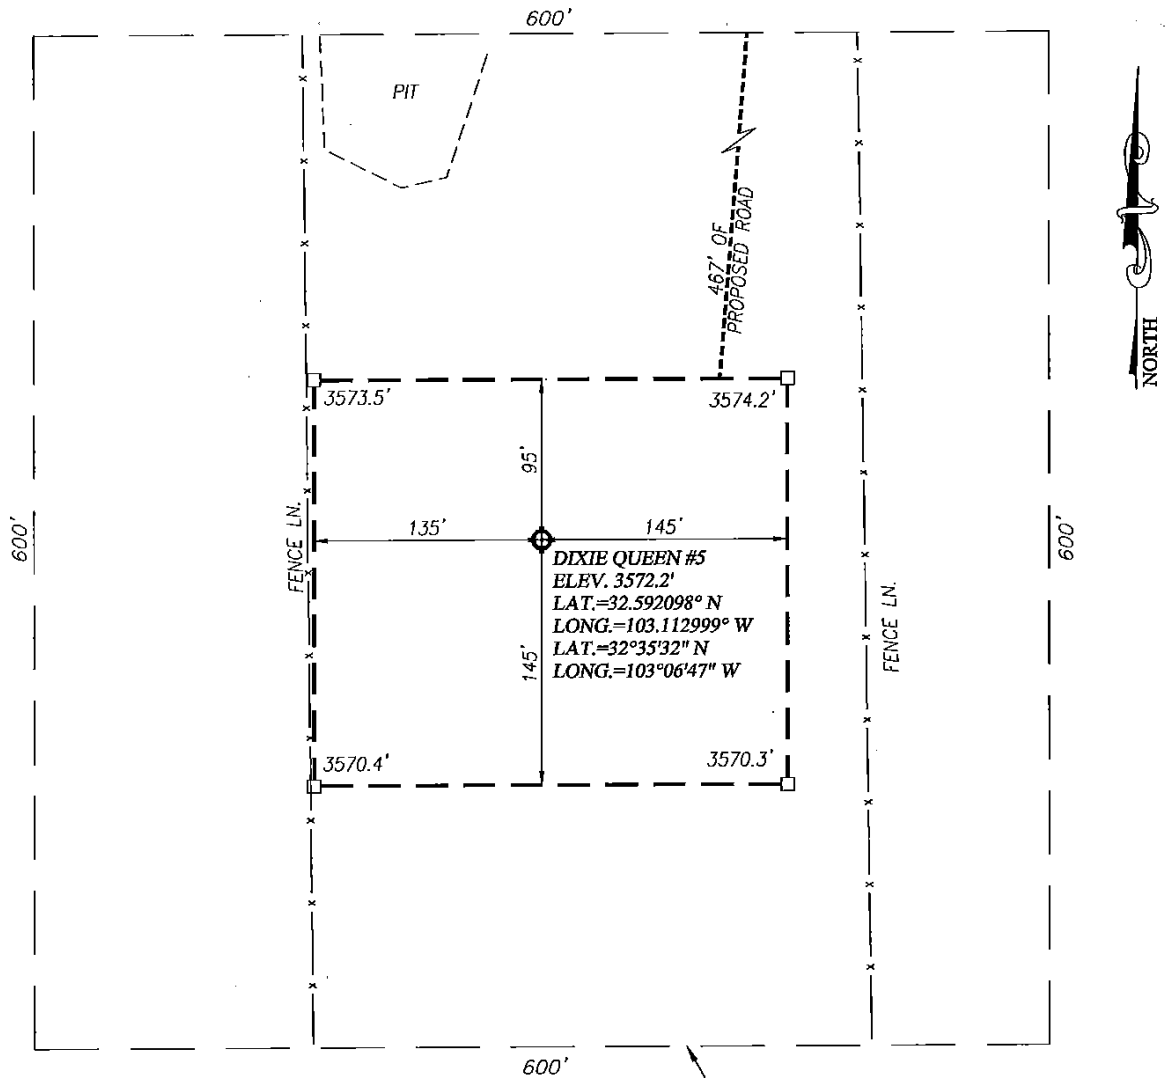 600'
PIT
467' OF
PROPOSED ROAD
NORTH
3573.5'
3574.2'
95'
600'
FENCE LN.
135'
145'
600'
DIXIE QUEEN #5
ELEV. 3572.2'
LAT.=32.592098° N
LONG.=103.112999° W
LAT.=32°35'32" N
LONG.=103°06'47" W
145'
FENCE LN.
3570.4'
3570.3'
600'